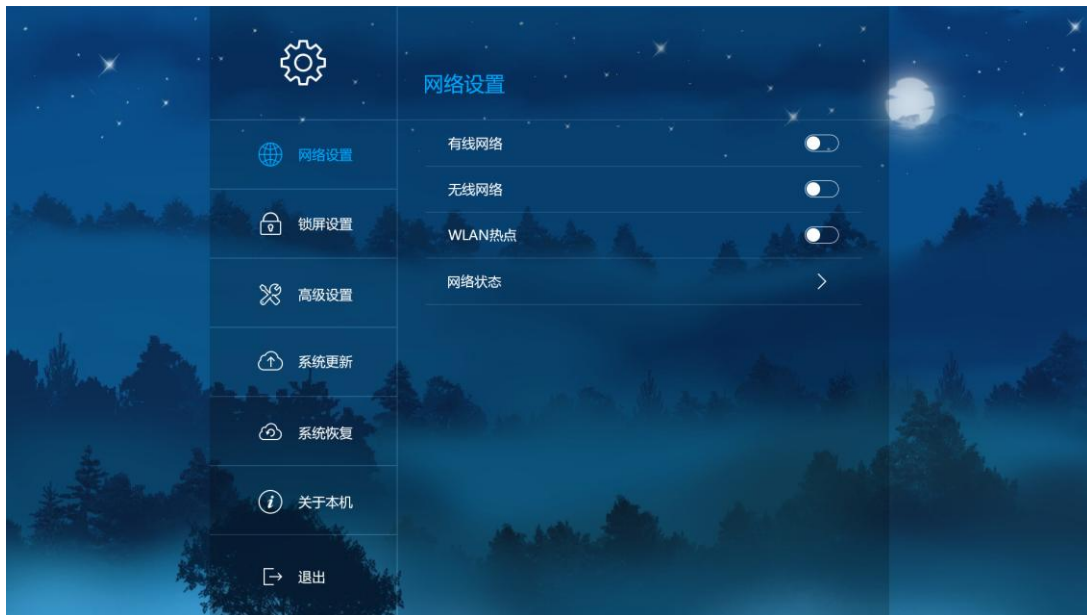 网络设置
网络设置
有线网络
无线网络
锁屏设置
WLAN热点
网络状态
高级设置
系统更新
系统恢复
关于本机
退出